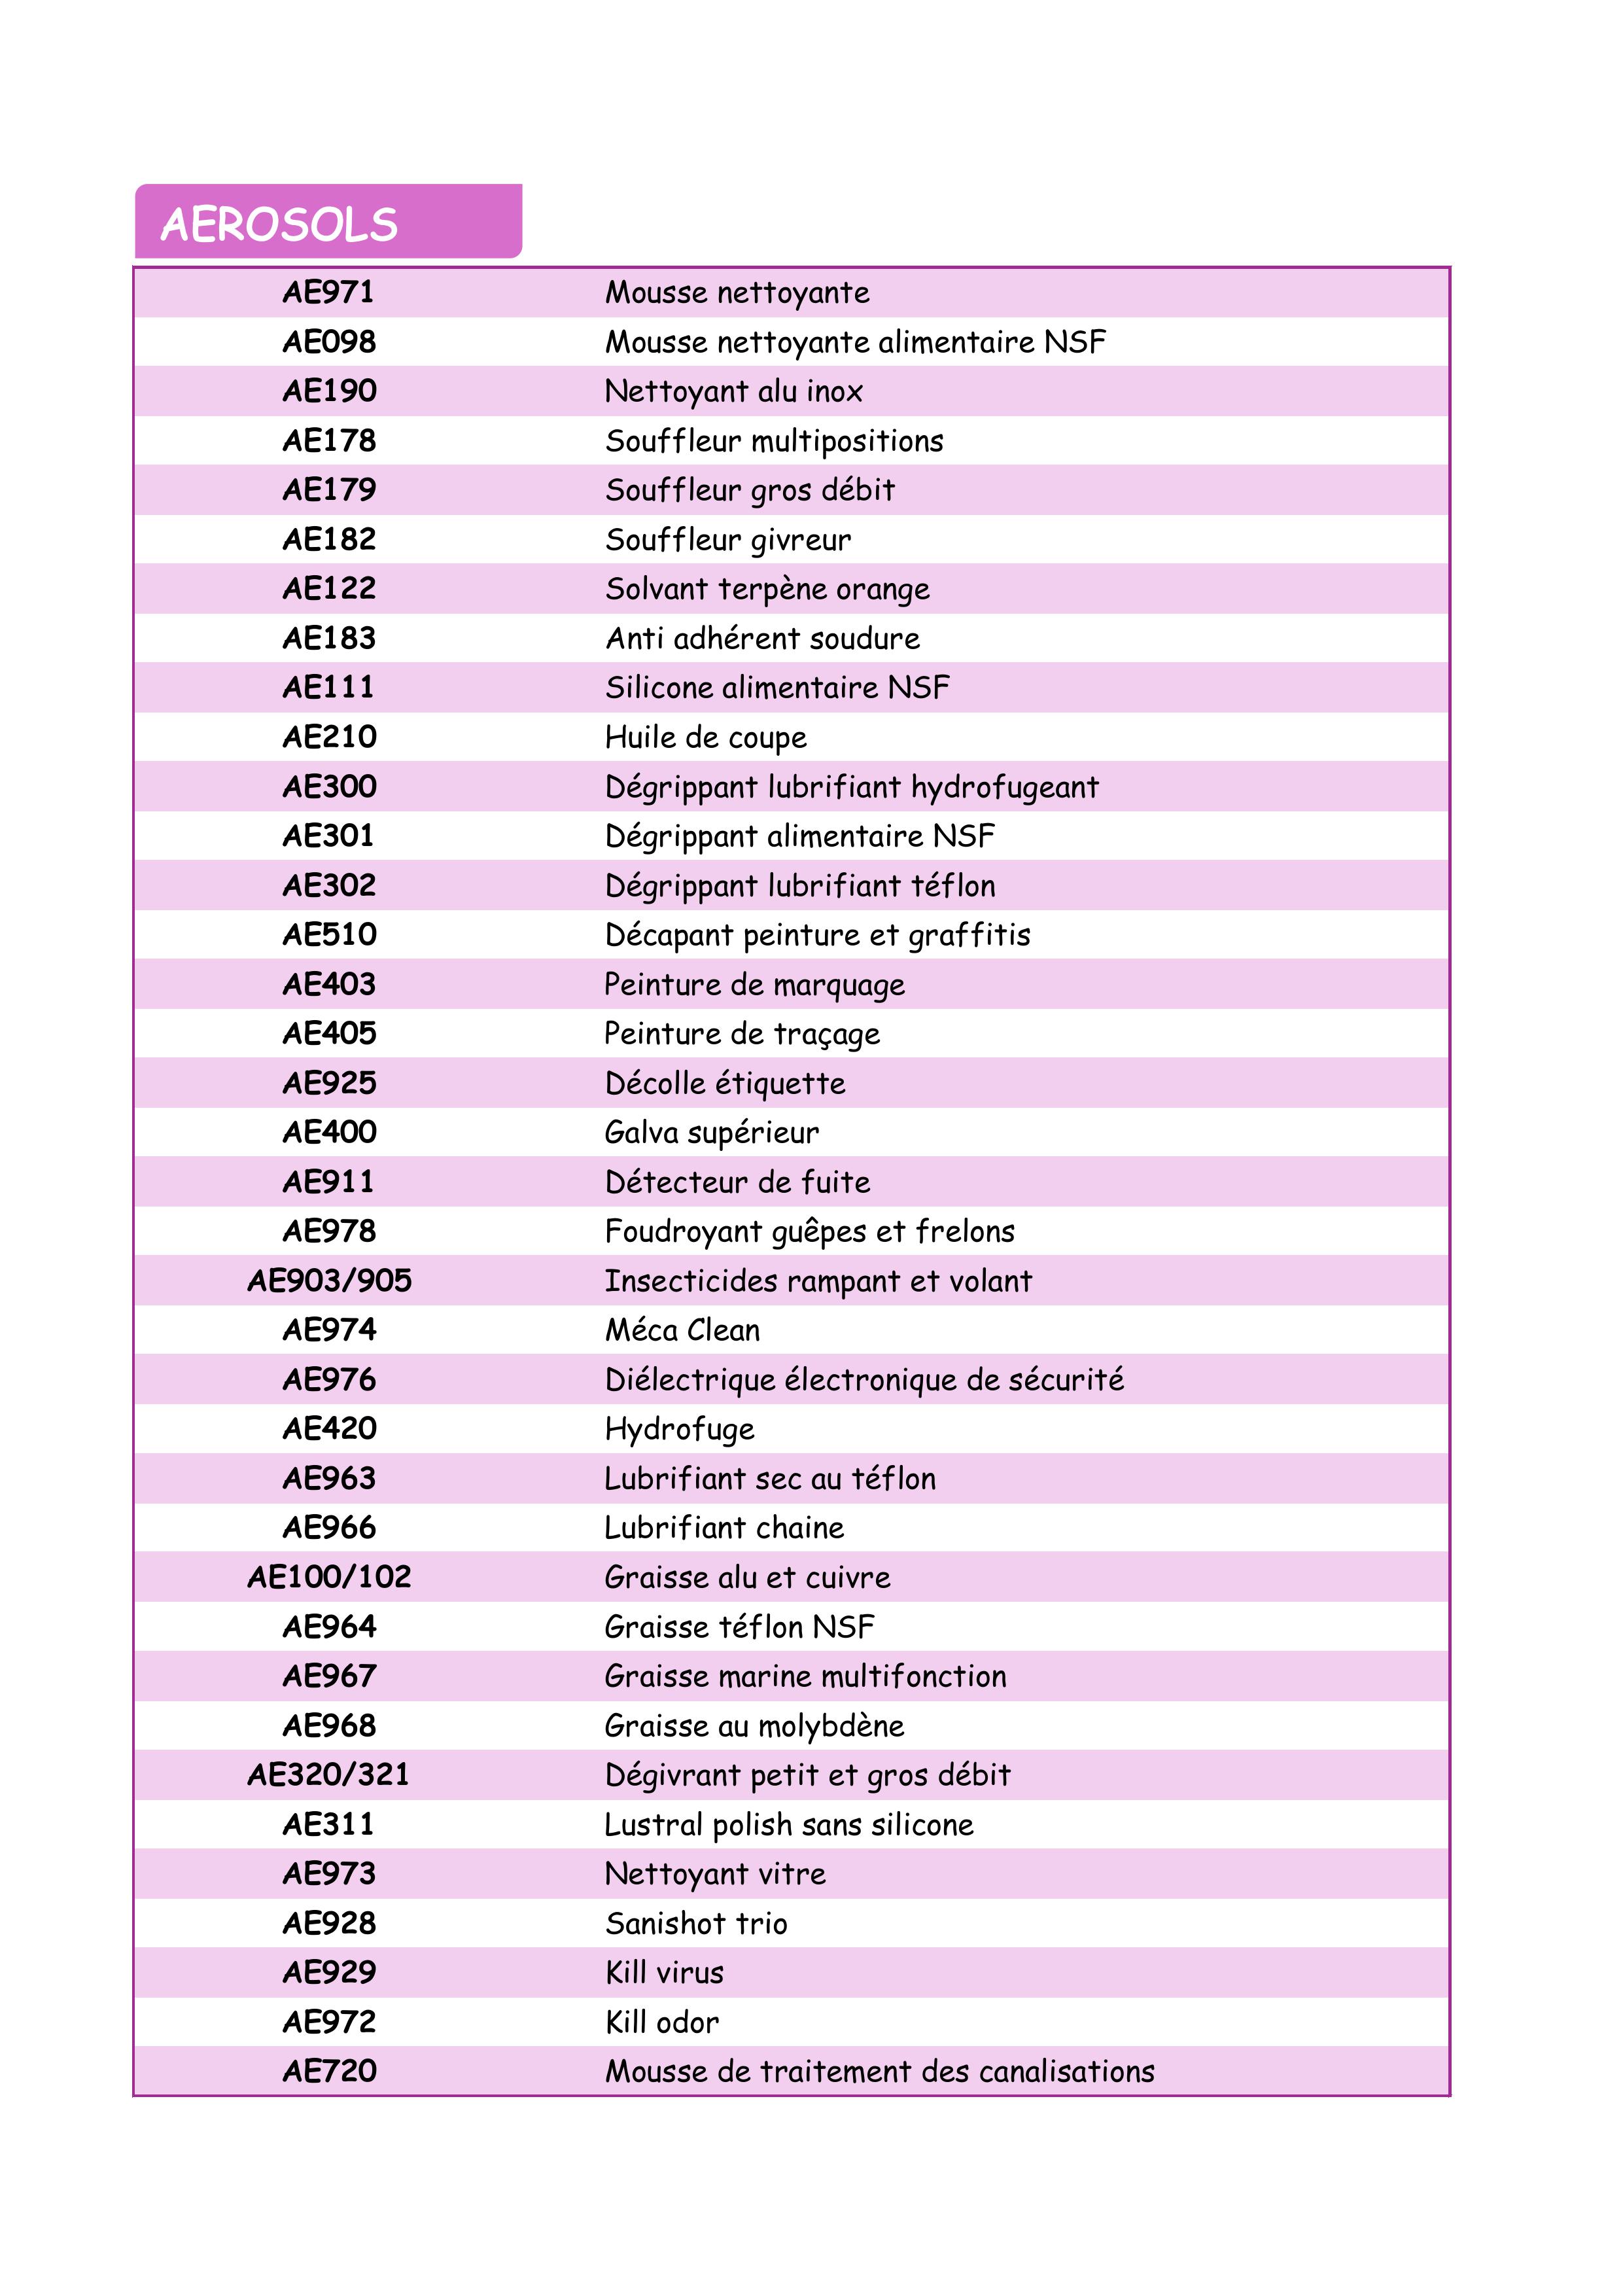 AEROSOLS
AE971 Mousse nettoyante
AE098 Mousse nettoyante alimentaire NSF
AE190 Nettoyant alu inox
AE178 Souffleur multipositions
AE179 Souffleur gros débit
AE182 Souffleur givreur
AE122 Solvant terpène orange
AE183 Anti adhérent soudure
AE111 Silicone alimentaire NSF
AE210 Huile de coupe
AE300 Dégrippant lubrifiant hydrofugeant
AE301 Dégrippant alimentaire NSF
AE302 Dégrippant lubrifiant téflon
AE510 Décapant peinture et graffitis
AE403 Peinture de marquage
AE405 Peinture de traçage
AE925 Décolle étiquette
AE400 Galva supérieur
AE911 Détecteur de fuite
AE978 Foudroyant guêpes et frelons
AE903/905 Insecticides rampant et volant
AE974 Méca Clean
AE976 Diélectrique électronique de sécurité
AE420 Hydrofuge
AE963 Lubrifiant sec au téflon
AE966 Lubrifiant chaine
AE100/102 Graisse alu et cuivre
AE964 Graisse téflon NSF
AE967 Graisse marine multifonction
AE968 Graisse au molybdène
AE320/321 Dégivrant petit et gros débit
AE311 Lustral polish sans silicone
AE973 Nettoyant vitre
AE928 Sanishot trio
AE929 Kill virus
AE972 Kill odor
AE720 Mousse de traitement des canalisations